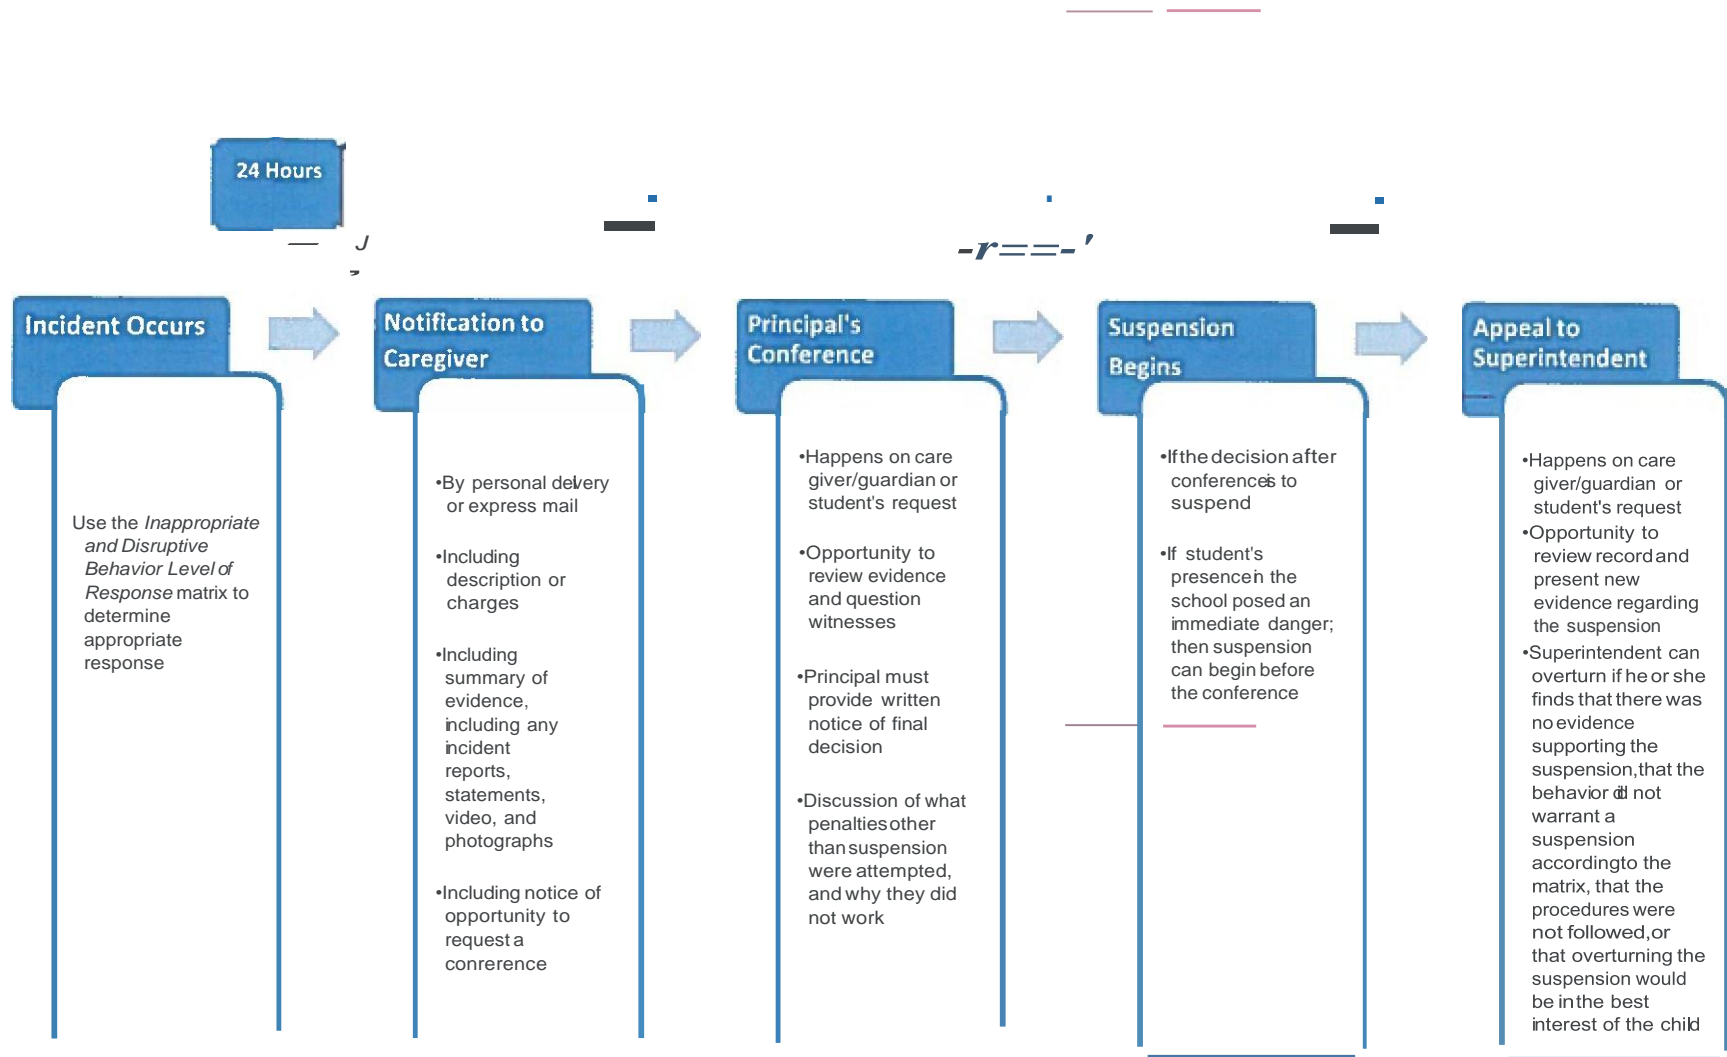 24 Hours
Incident Occurs
Use the Inappropriate
and Disruptive
Behavior Level of
Response matrix to
determine
appropriate
response
Notification to
Caregiver
•By personal delvery
or express mail
•Including
description or
charges
•Including
summary of
evidence,
including any
incident
reports,
statements,
video, and
photographs
•Including notice of
opportunity to
request a
conrerence
Principal's
Conference
•Happens on care
giver/guardian or
student's request
•Opportunity to
review evidence
and question
witnesses
•Principal must
provide written
notice of final
decision
•Discussion of what
penalties other
than suspension
were attempted,
and why they did
not work
Suspension
Begins
•If the decision after
conference is to
suspend
•If student's
presence in the
school posed an
immediate danger;
then suspension
can begin before
the conference
Appeal to
Superintendent
•Happens on care
giver/guardian or
student's request
•Opportunity to
review record and
present new
evidence regarding
the suspension
•Superintendent can
overturn if he or she
finds that there was
no evidence
supporting the
suspension, that the
behavior did not
warrant a
suspension
according to the
matrix, that the
procedures were
not followed, or
that overturning the
suspension would
be in the best
interest of the child